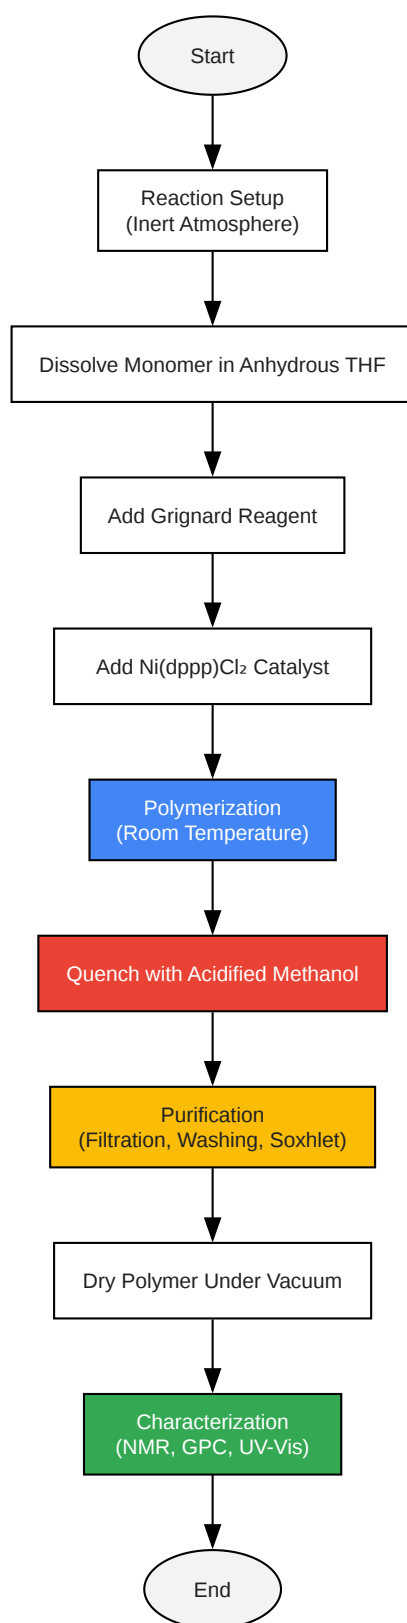 Start
Reaction Setup
(Inert Atmosphere)
Dissolve Monomer in Anhydrous THF
Add Grignard Reagent
Add Ni(dppp)Cl₂ Catalyst
Polymerization
(Room Temperature)
Quench with Acidified Methanol
Purification
(Filtration, Washing, Soxhlet)
Dry Polymer Under Vacuum
Characterization
(NMR, GPC, UV-Vis)
End